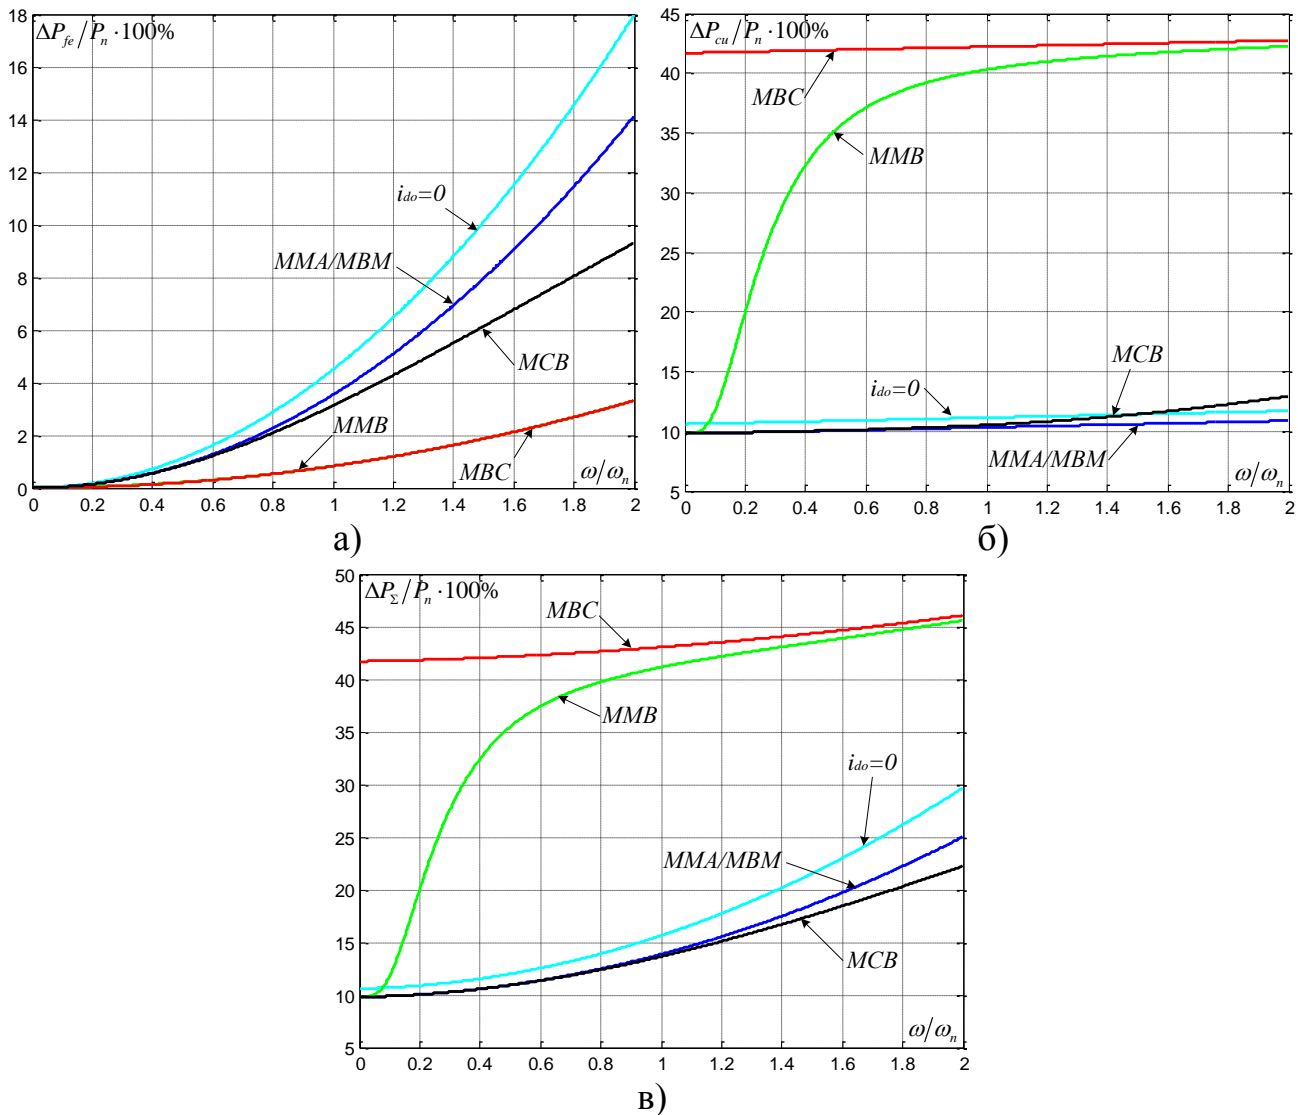 ΔP_fe/P_n·100%
18
16
14
12
10
8
6
4
2
0
i_do=0
MMA/MBM
MCB
MMB
MBC
ω/ω_n
0 0.2 0.4 0.6 0.8 1 1.2 1.4 1.6 1.8 2
а)
ΔP_cu/P_n·100%
45
40
35
30
25
20
15
10
5
MBC
MMB
MCB
i_do=0
MMA/MBM
ω/ω_n
0 0.2 0.4 0.6 0.8 1 1.2 1.4 1.6 1.8 2
б)
ΔP_Σ/P_n·100%
50
45
40
35
30
25
20
15
10
5
MBC
MMB
i_do=0
MMA/MBM
MCB
ω/ω_n
0 0.2 0.4 0.6 0.8 1 1.2 1.4 1.6 1.8 2
в)